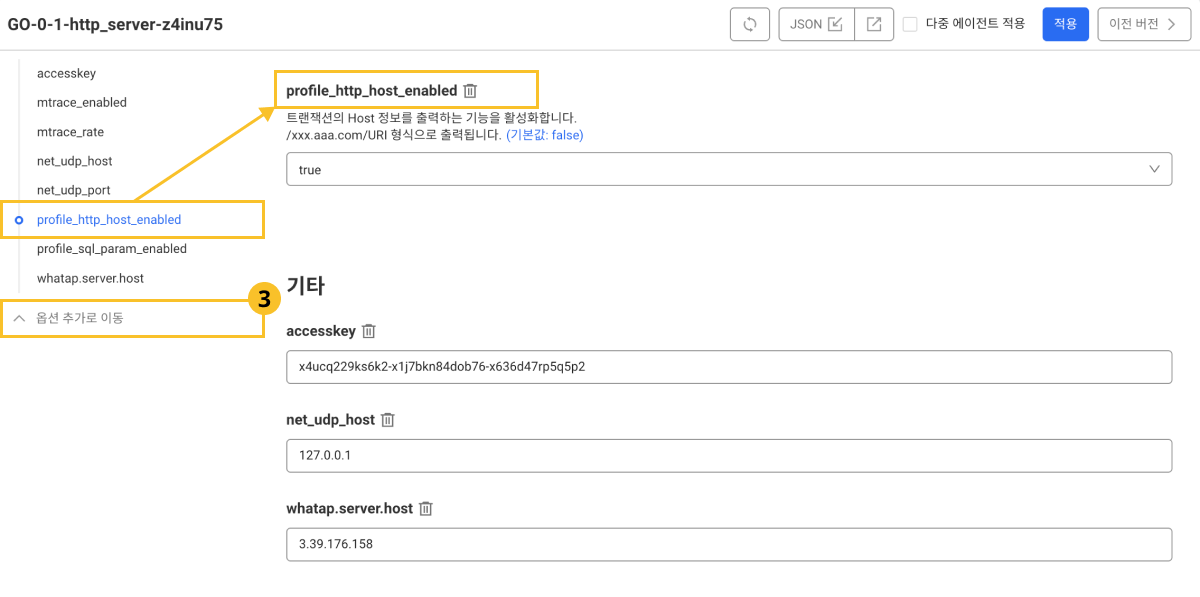 GO-0-1-http_server-z4inu75
JSON
다중 에이전트 적용
적용
이전 버전
accesskey
mtrace_enabled
mtrace_rate
net_udp_host
net_udp_port
profile_http_host_enabled
profile_sql_param_enabled
whatap.server.host
옵션 추가로 이동
3
profile_http_host_enabled
트랜잭션의 Host 정보를 출력하는 기능을 활성화합니다.
/xxx.aaa.com/URI 형식으로 출력됩니다. (기본값: false)
true
기타
accesskey
x4ucq229ks6k2-x1j7bkn84dob76-x636d47rp5q5p2
net_udp_host
127.0.0.1
whatap.server.host
3.39.176.158